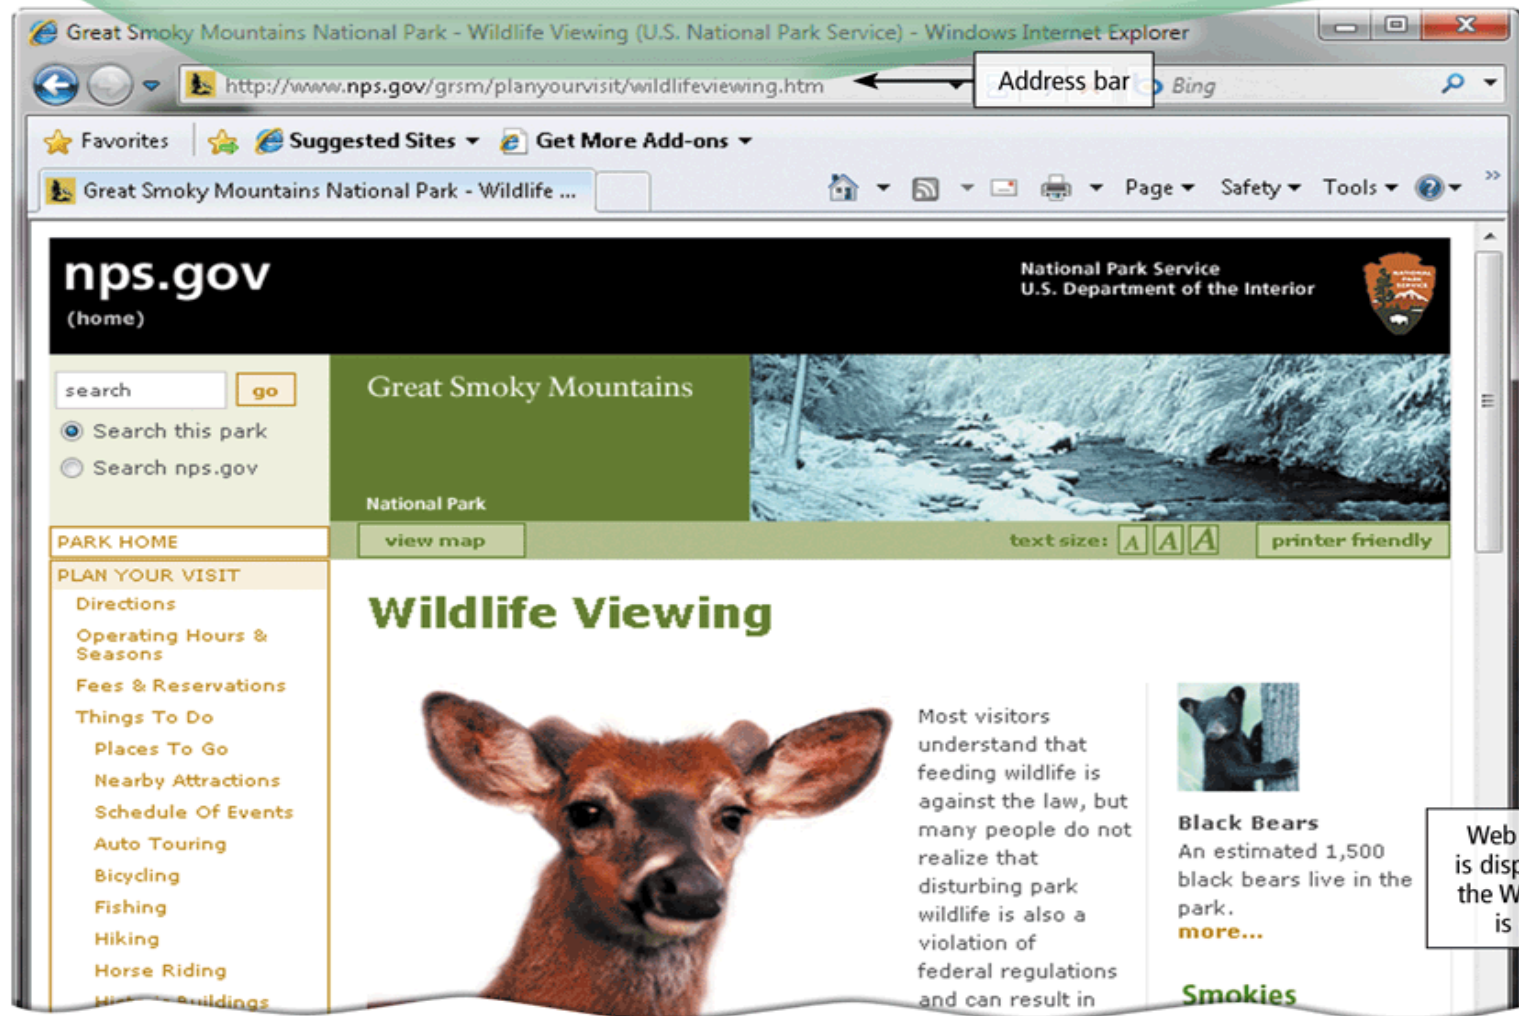 Great Smoky Mountains National Park - Wildlife Viewing (U.S. National Park Service) - Windows Internet Explorer
http://www.nps.gov/grsm/planyourvisit/wildlifeviewing.htm
Address bar
Bing
Favorites
Suggested Sites
Get More Add-ons
Great Smoky Mountains National Park - Wildlife ...
Page
Safety
Tools
nps.gov
(home)
National Park Service
U.S. Department of the Interior
NATIONAL
PARK
SERVICE
search
go
Search this park
Search nps.gov
Great Smoky Mountains
National Park
PARK HOME
view map
text size: A A A
printer friendly
PLAN YOUR VISIT
Directions
Operating Hours &
Seasons
Fees & Reservations
Things To Do
Places To Go
Nearby Attractions
Schedule Of Events
Auto Touring
Bicycling
Fishing
Hiking
Horse Riding
Historic Buildings
Wildlife Viewing
Most visitors
understand that
feeding wildlife is
against the law, but
many people do not
realize that
disturbing park
wildlife is also a
violation of
federal regulations
and can result in
Black Bears
An estimated 1,500
black bears live in the
park.
more...
Smokies
Web
is disp
the W
is